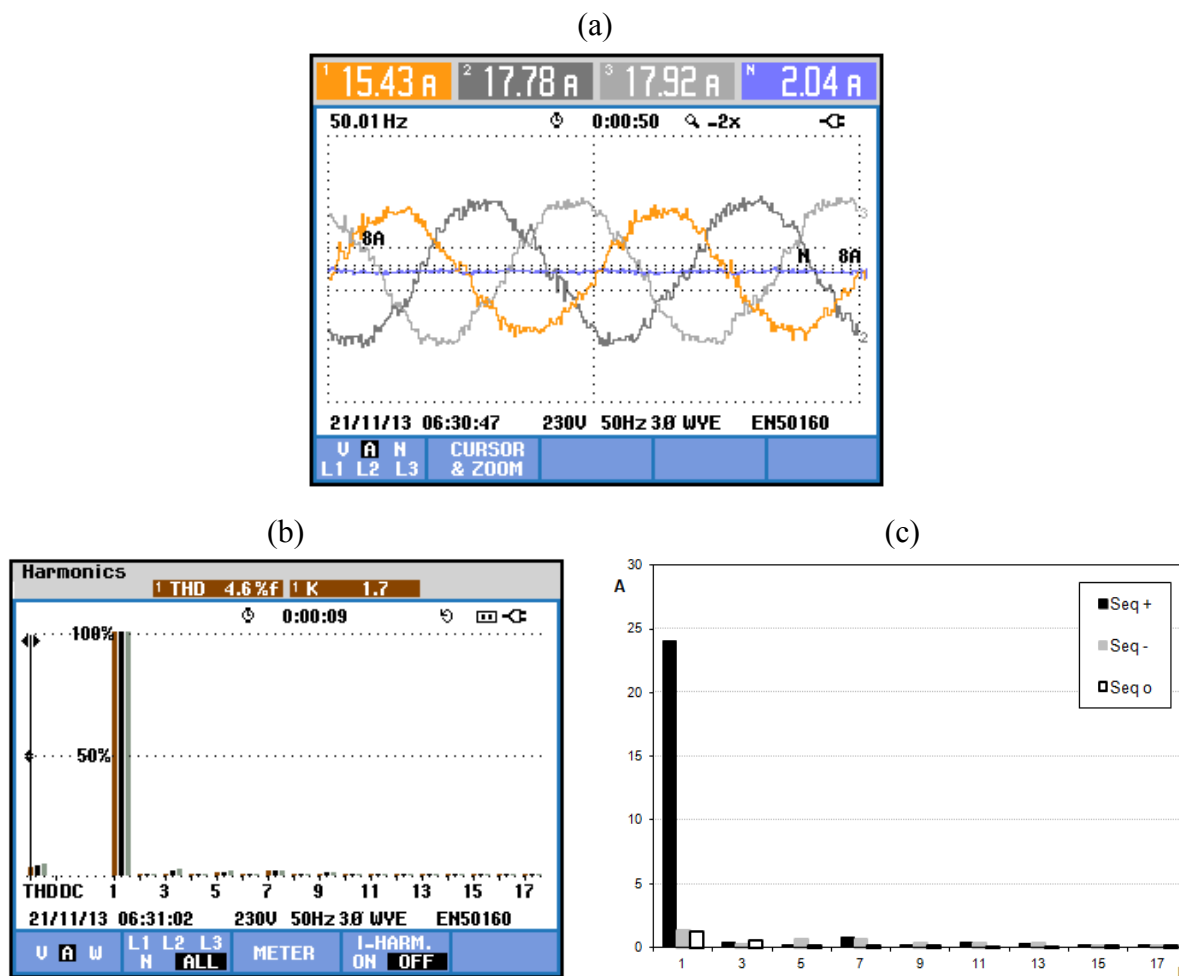 (a)
1 15.43 A 2 17.78 A 3 17.92 A N 2.04 A
50.01 Hz 0:00:50 -2x
3
8A
N 8A
2
21/11/13 06:30:47 230V 50Hz 3Ø WYE EN50160
V A N
L1 L2 L3
CURSOR
& ZOOM
(b)
Harmonics
1 THD 4.6%f 1 K 1.7
0:00:09
100%
50%
THD DC 1 3 5 7 9 11 13 15 17
21/11/13 06:31:02 230V 50Hz 3Ø WYE EN50160
V A W
L1 L2 L3
N ALL
METER
I-HARM.
ON OFF
(c)
A
30
25
20
15
10
5
0
Seq +
Seq -
Seq o
1 3 5 7 9 11 13 15 17